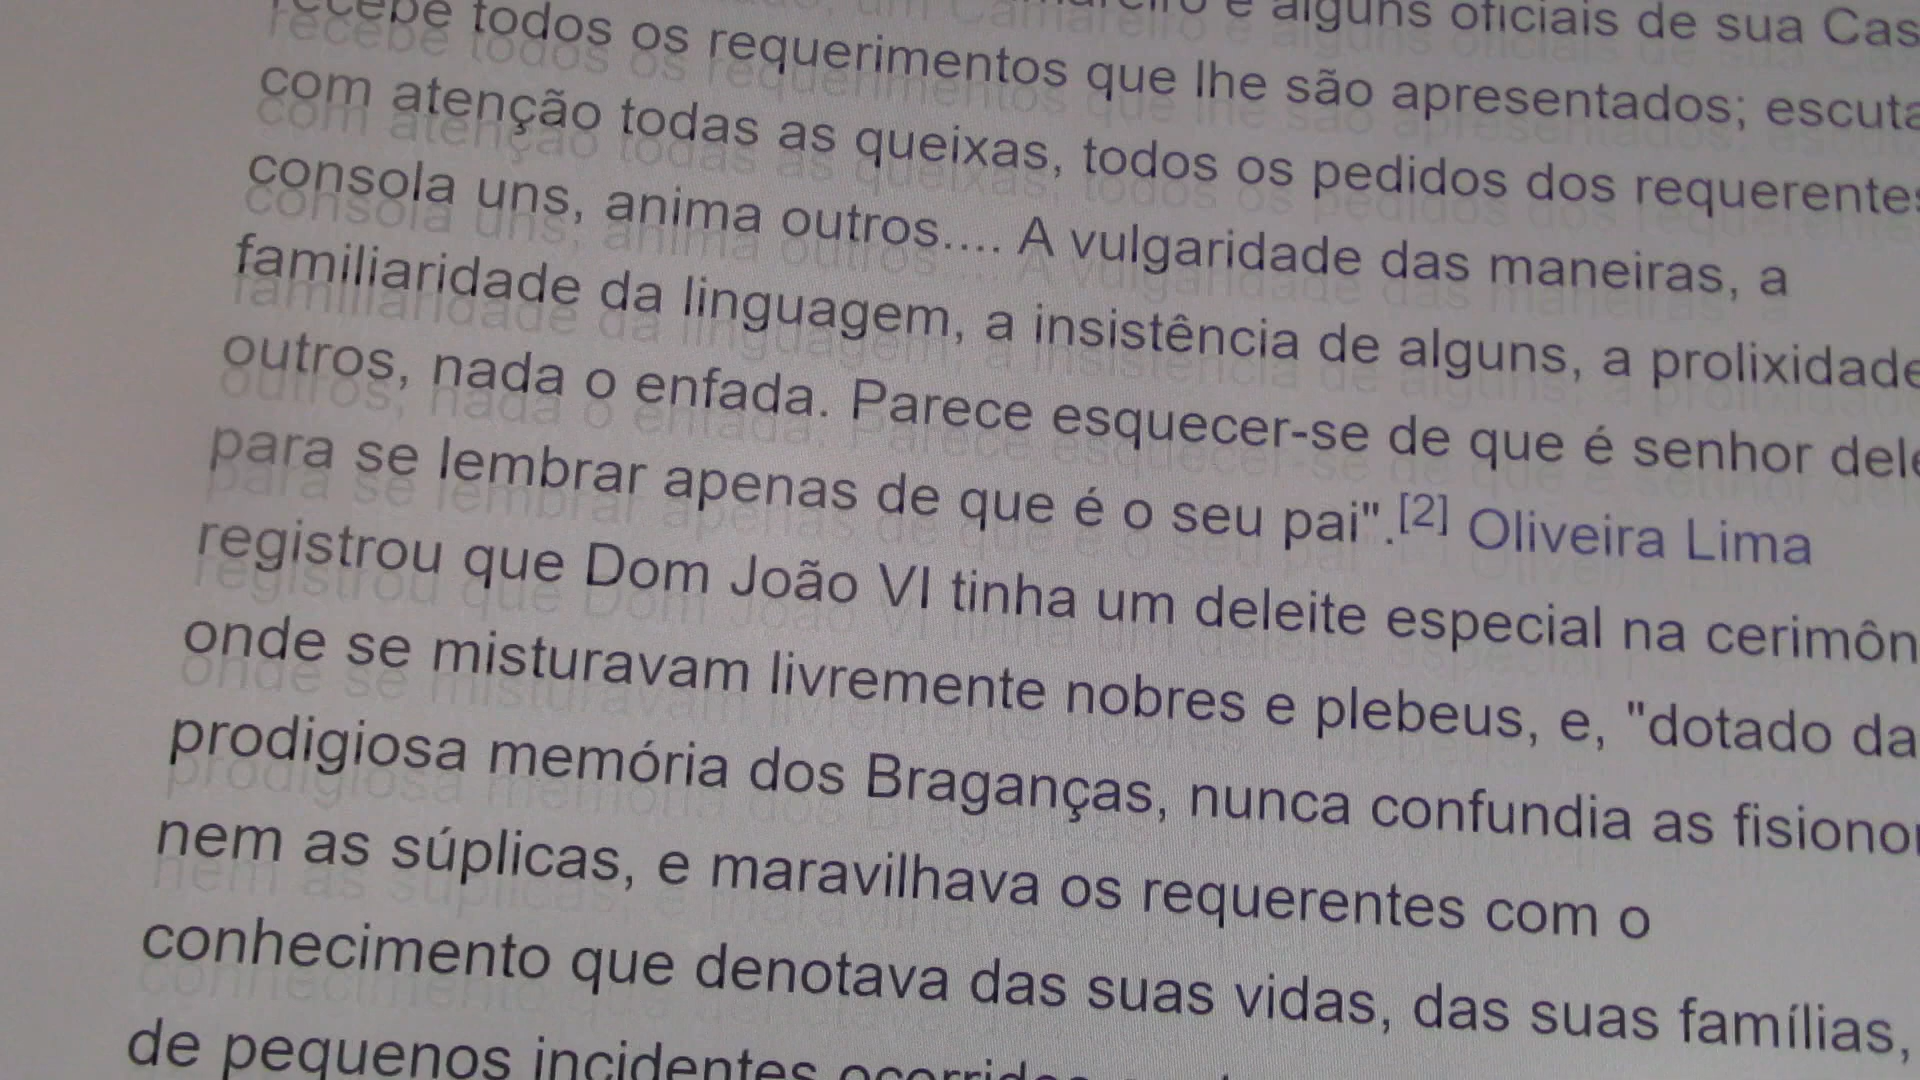 recebe todos os requerimentos que lhe são apresentados; escuta
com atenção todas as queixas, todos os pedidos dos requerentes
consola uns, anima outros.... A vulgaridade das maneiras, a
familiaridade da linguagem, a insistência de alguns, a prolixidade
outros, nada o enfada. Parece esquecer-se de que é senhor
para se lembrar apenas de que é o seu pai".[2] Oliveira Lima
registrou que Dom João VI tinha um deleite especial na
onde se misturavam livremente nobres e plebeus, e, "dotado da
prodigiosa memória dos Braganças, nunca confundia as
nem as súplicas, e maravilhava os requerentes com o
conhecimento que denotava das suas vidas, das suas famílias,
de pequenos incidentes